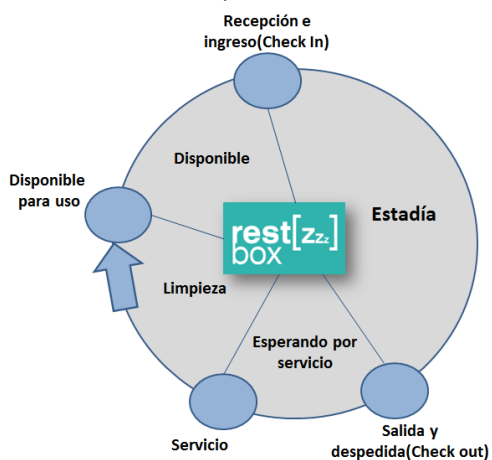 Recepción e
ingreso(Check In)
Disponible
Disponible
para uso
Estadía
rest[zzz]
box
Limpieza
Esperando por
servicio
Servicio
Salida y
despedida(Check out)